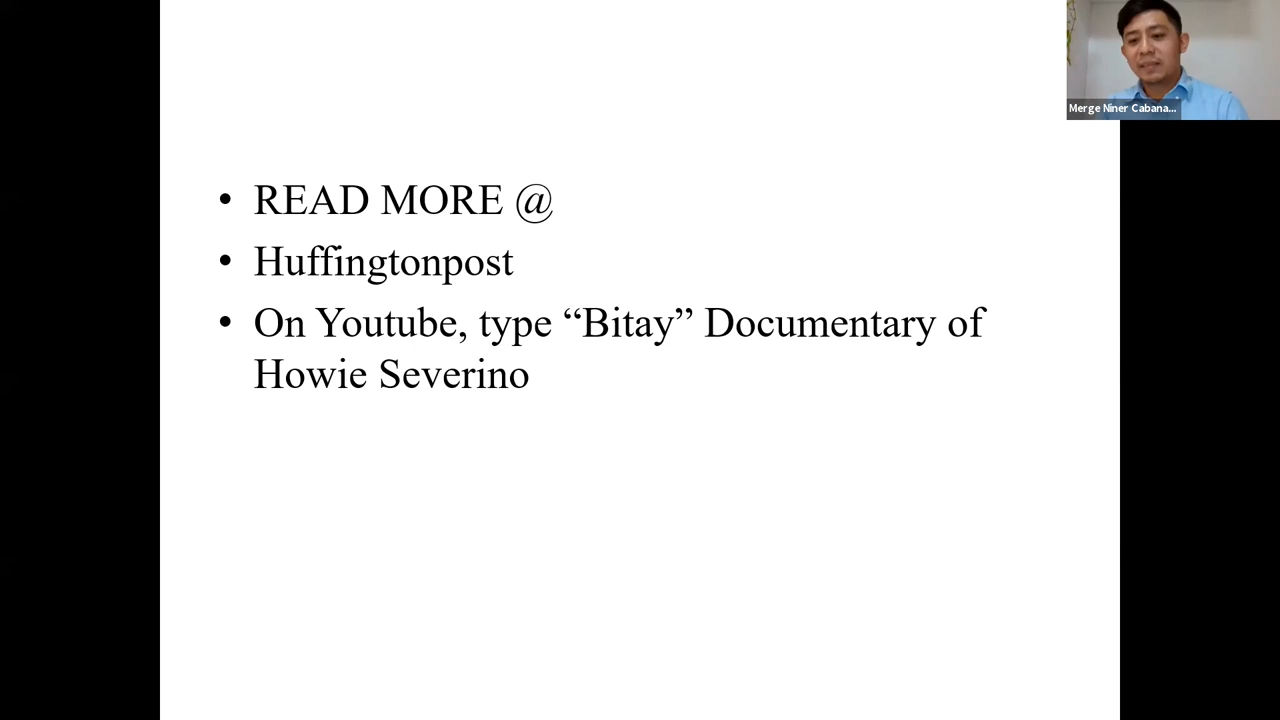 • READ MORE @
• Huffingtonpost
• On Youtube, type “Bitay” Documentary of
Howie Severino
Merge Niner Cabana...